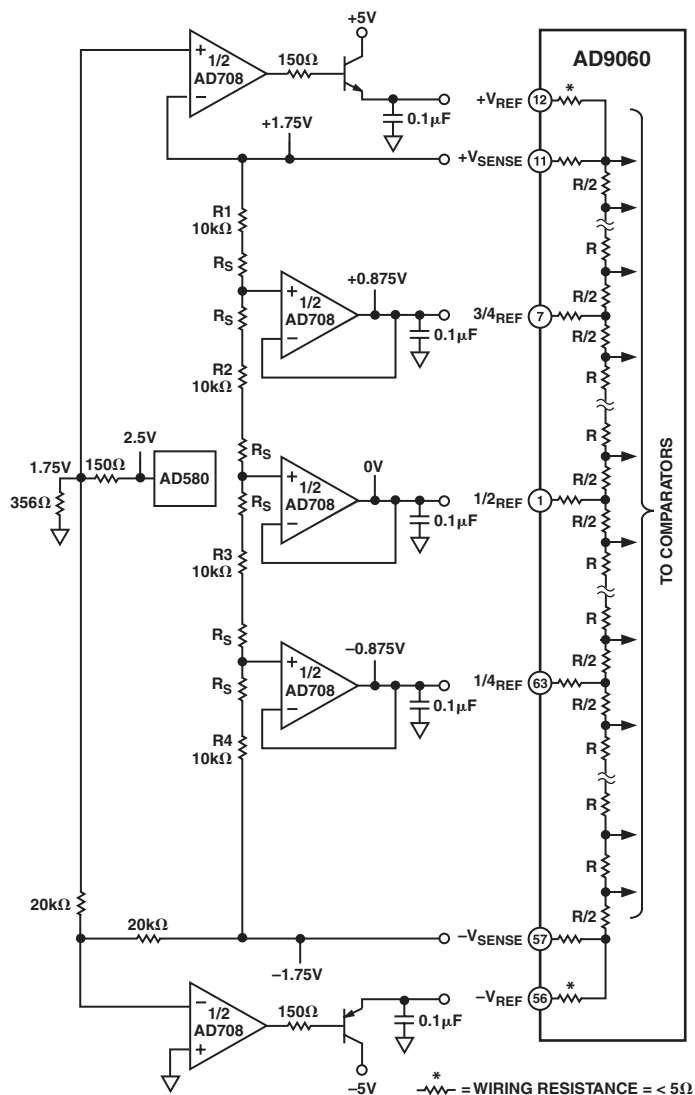 +5V
1/2
AD708
+
−
150Ω
0.1μF
+1.75V
AD9060
+VREF
12
*
+VSENSE
11
R/2
R1
10kΩ
RS
R
+0.875V
+
1/2
AD708
−
0.1μF
R/2
3/4REF
7
RS
R/2
R2
10kΩ
R
R
2.5V
1.75V
150Ω
AD580
356Ω
RS
0V
+
1/2
AD708
−
0.1μF
R/2
1/2REF
1
RS
R/2
R3
10kΩ
R
TO COMPARATORS
R
RS
−0.875V
+
1/2
AD708
−
0.1μF
R/2
1/4REF
63
RS
R/2
R4
10kΩ
R
R
R
20kΩ
20kΩ
R/2
−VSENSE
57
−1.75V
−VREF
56
*
−
1/2
AD708
+
150Ω
0.1μF
−5V
* = WIRING RESISTANCE = < 5Ω